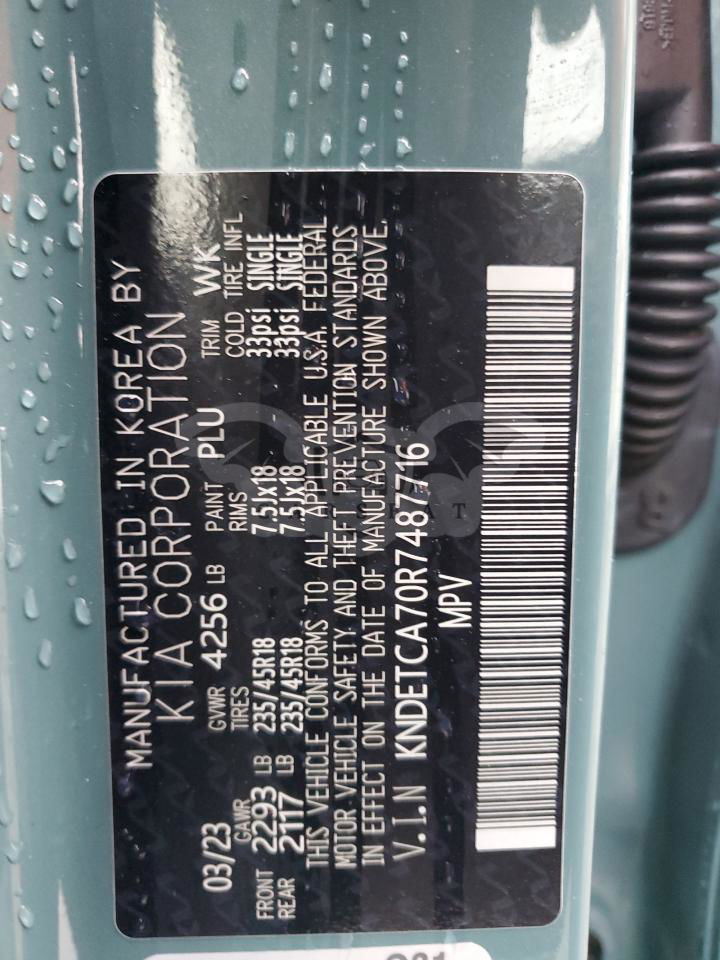 MANUFACTURED IN KOREA BY
KIA CORPORATION
03/23 GVWR 4256 LB PAINT PLU TRIM WK
GAWR TIRES RIMS COLD TIRE INFL
FRONT 2293 LB 235/45R18 7.5Jx18 33psi SINGLE
REAR 2117 LB 235/45R18 7.5Jx18 33psi SINGLE
THIS VEHICLE CONFORMS TO ALL APPLICABLE U.S.A. FEDERAL
MOTOR VEHICLE SAFETY AND THEFT PREVENTION STANDARDS
IN EFFECT ON THE DATE OF MANUFACTURE SHOWN ABOVE.
V.I.N KNDETCA70R7487716
MPV